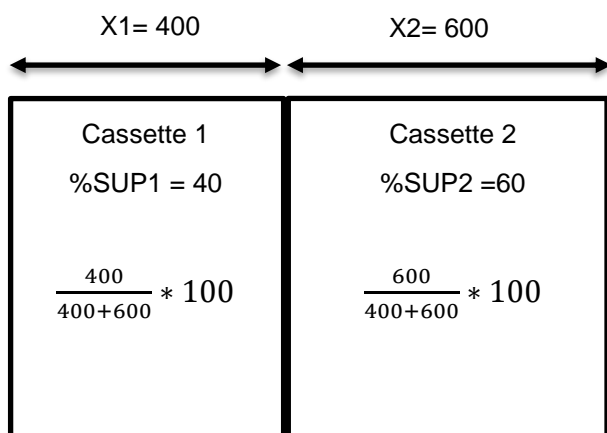 X1= 400
X2= 600
Cassette 1
%SUP1 = 40
400
400+600
* 100
Cassette 2
%SUP2 =60
600
400+600
* 100